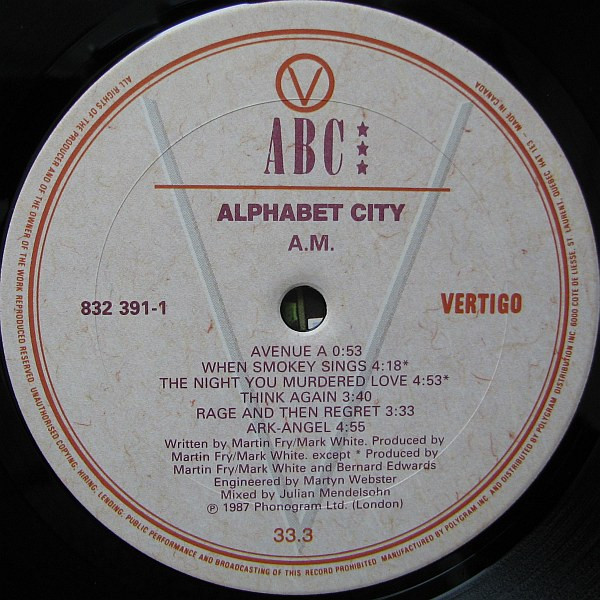 V
ABC
ALPHABET CITY
A.M.
832 391-1
VERTIGO
AVENUE A 0:53
WHEN SMOKEY SINGS 4:18*
THE NIGHT YOU MURDERED LOVE 4:53*
THINK AGAIN 3:40
RAGE AND THEN REGRET 3:33
ARK-ANGEL 4:55
Written by Martin Fry/Mark White. Produced by
Martin Fry/Mark White. except * Produced by
Martin Fry/Mark White and Bernard Edwards
Engineered by Martyn Webster
Mixed by Julian Mendelsohn
℗ 1987 Phonogram Ltd. (London)
33.3
ALL RIGHTS OF THE PRODUCER AND OF THE OWNER OF THE WORK REPRODUCED RESERVED. UNAUTHORISED COPYING, HIRING, LENDING, PUBLIC PERFORMANCE AND BROADCASTING OF THIS RECORD PROHIBITED. MANUFACTURED BY POLYGRAM INC. AND DISTRIBUTED BY POLYGRAM DISTRIBUTION INC. 6000 COTE DE LIESSE, ST LAURENT, QUEBEC H4T 1E3 – MADE IN CANADA